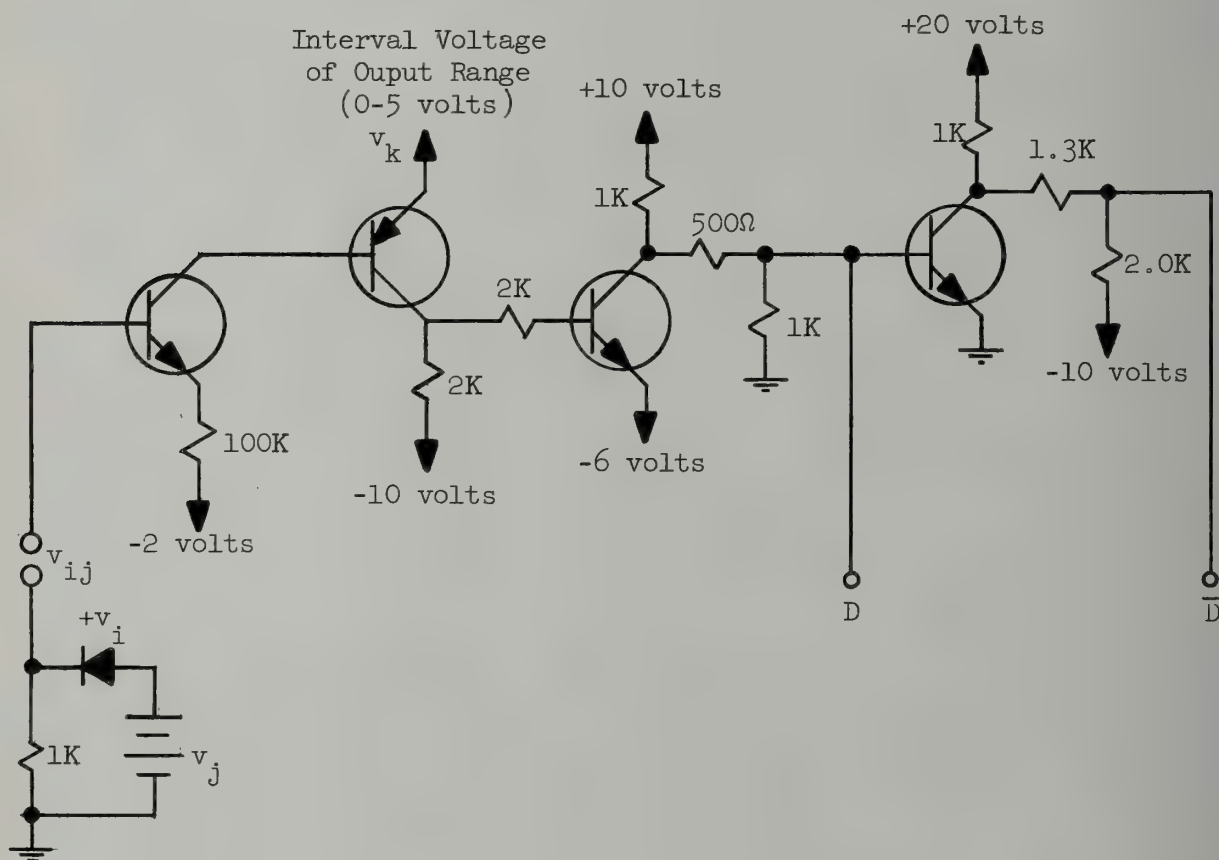 +20 volts
Interval Voltage
of Ouput Range
(0-5 volts)
+10 volts
v_k
1K
1.3K
1K
500Ω
2.0K
2K
1K
2K
-10 volts
100K
-6 volts
-10 volts
-2 volts
v_ij
D
D̅
+v_i
1K
v_j